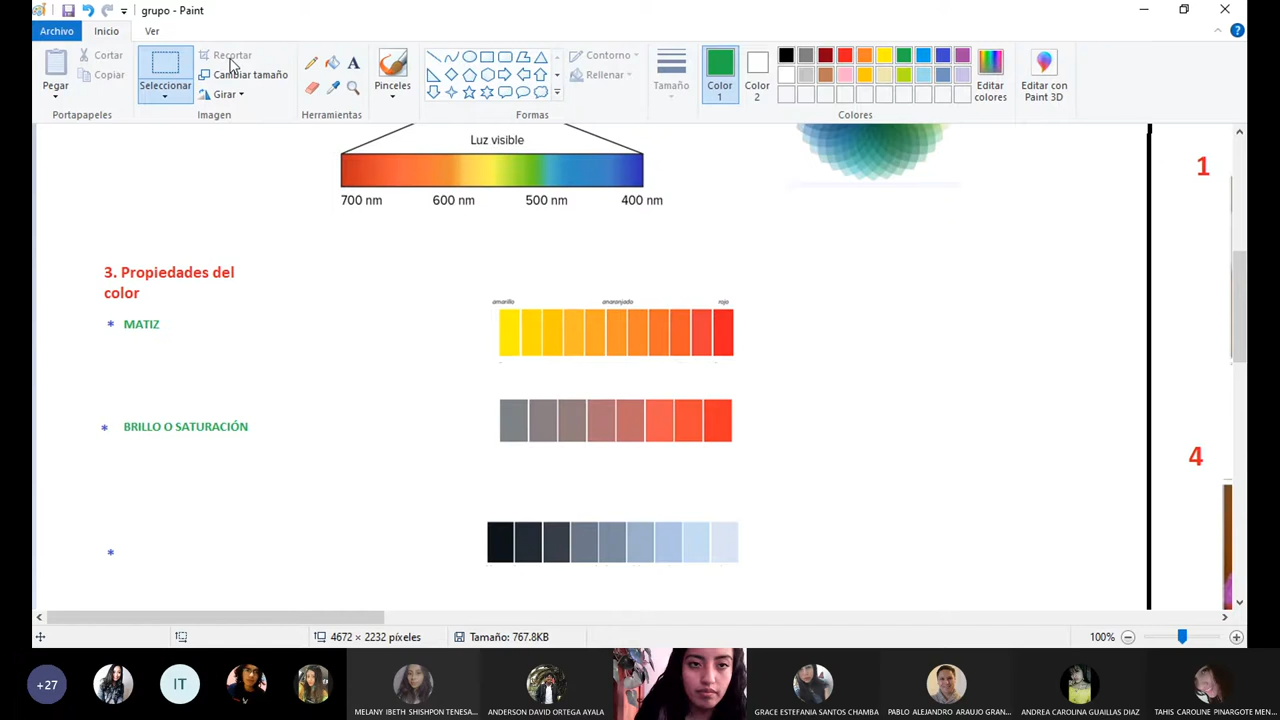 grupo - Paint
Archivo
Inicio
Ver
Pegar
Cortar
Copiar
Portapapeles
Seleccionar
Recortar
Cambiar tamaño
Girar
Imagen
Herramientas
Pinceles
Formas
Contorno
Rellenar
Tamaño
Color
1
Color
2
Editar
colores
Colores
Editar con
Paint 3D
Luz visible
700 nm
600 nm
500 nm
400 nm
1
3. Propiedades del
color
* MATIZ
amarillo
anaranjado
rojo
* BRILLO O SATURACIÓN
4
*
4672 × 2232 píxeles
Tamaño: 767.8KB
100%
+27
IT
MELANY IBETH SHISHPON TENESA...
ANDERSON DAVID ORTEGA AYALA
GRACE ESTEFANIA SANTOS CHAMBA
PABLO ALEJANDRO ARAUJO GRAN...
ANDREA CAROLINA GUAILLAS DIAZ
TAHIS CAROLINE PINARGOTE MEN...